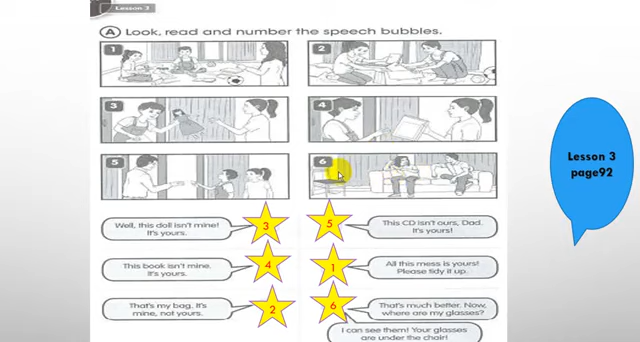 Lesson 3
A Look, read and number the speech bubbles.
1
2
3
4
5
6
Lesson 3
page92
Well, this doll isn't mine!
It's yours.
3
5
This CD isn't ours, Dad.
It's yours!
This book isn't mine.
It's yours.
4
1
All this mess is yours!
Please tidy it up.
That's my bag. It's
mine, not yours.
2
6
That's much better. Now,
where are my glasses?
I can see them! Your glasses
are under the chair!